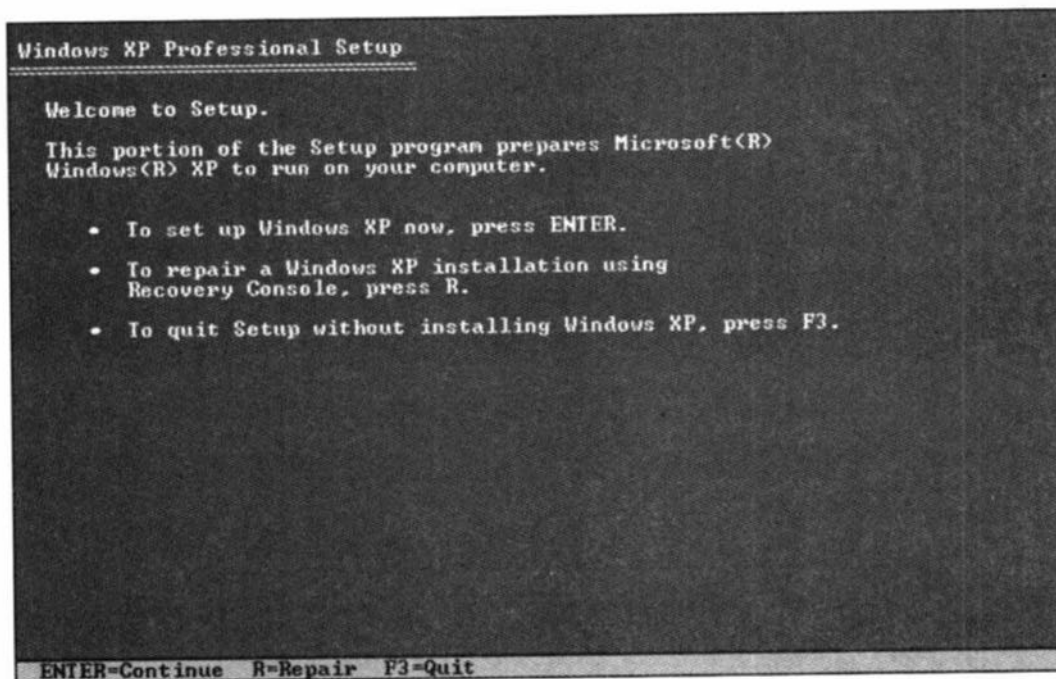 Windows XP Professional Setup
Welcome to Setup.
This portion of the Setup program prepares Microsoft(R)
Windows(R) XP to run on your computer.
• To set up Windows XP now, press ENTER.
• To repair a Windows XP installation using
Recovery Console, press R.
• To quit Setup without installing Windows XP, press F3.
ENTER=Continue R=Repair F3=Quit